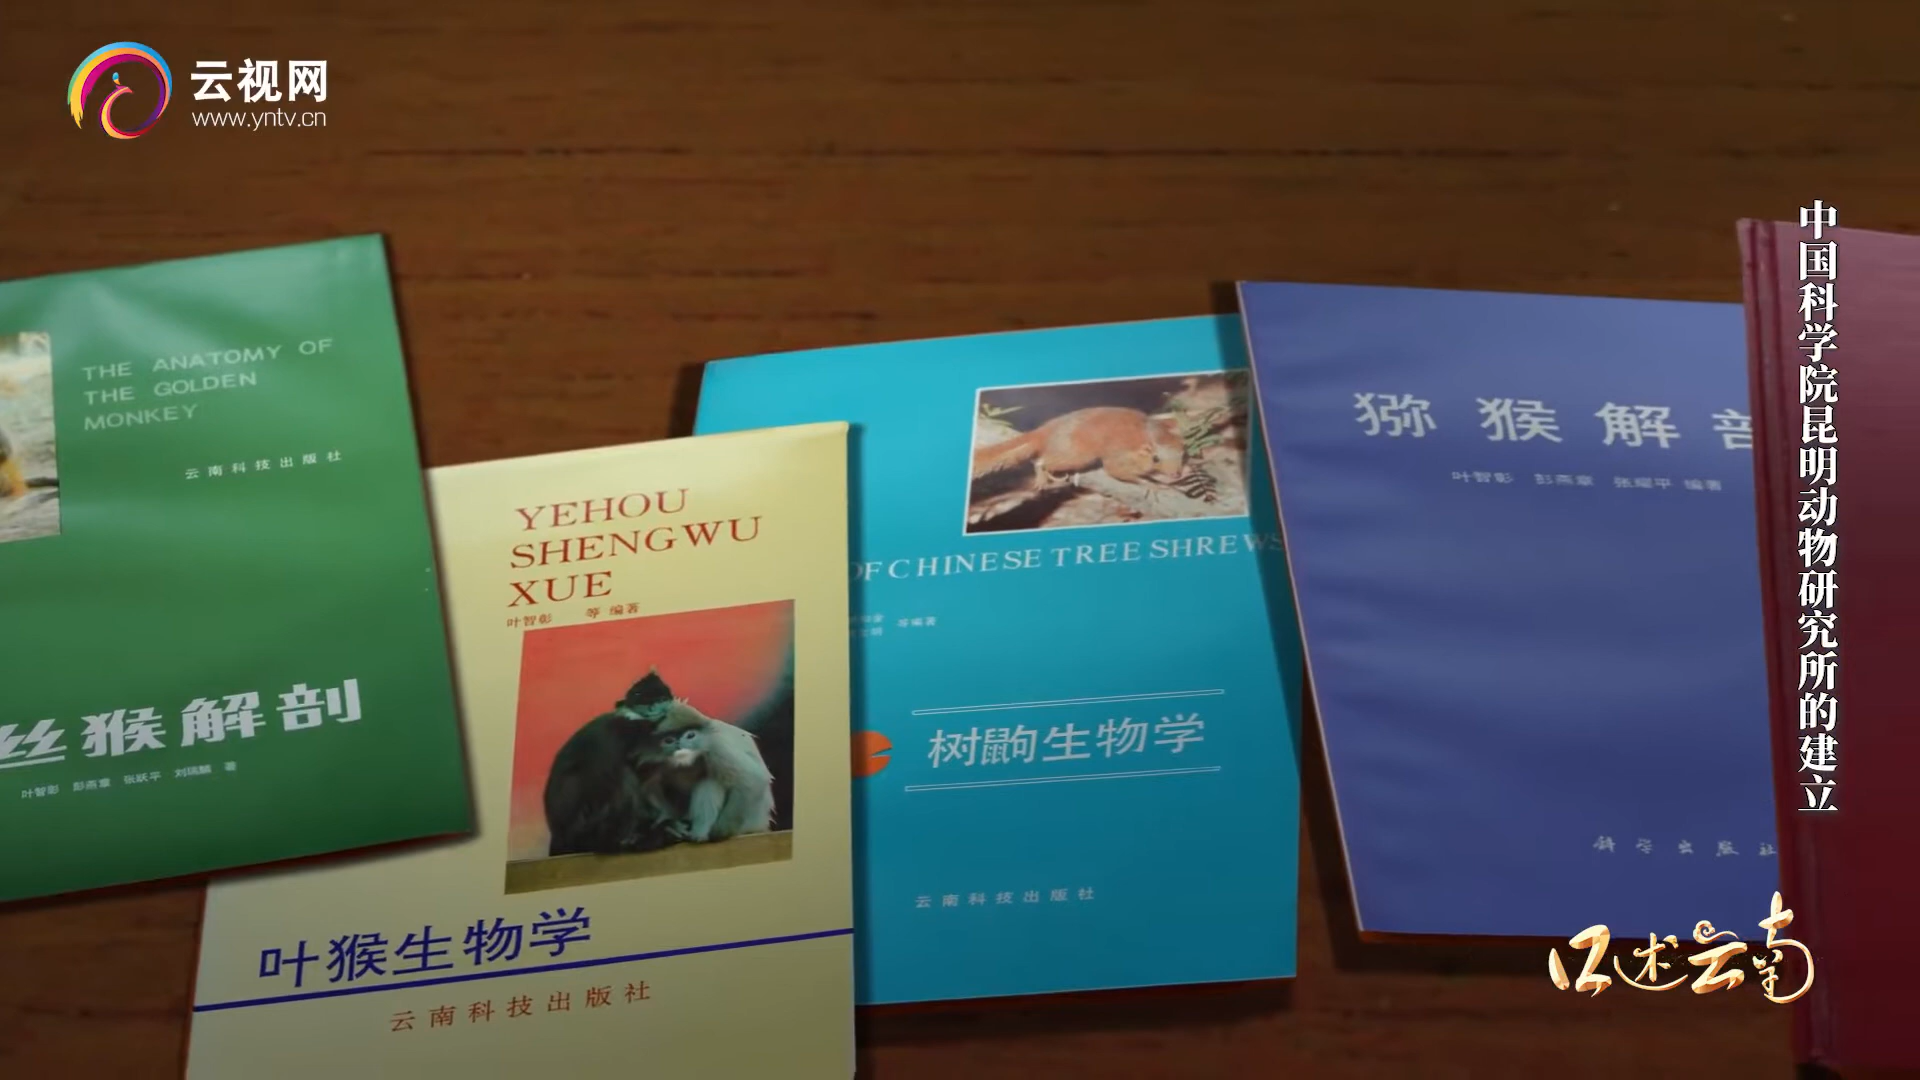 云视网
www.yntv.cn
THE ANATOMY OF
THE GOLDEN
MONKEY
云南科技出版社
丝猴解剖
叶智彰 彭燕章 张跃平 刘瑞麟 著
YEHOU
SHENGWU
XUE
叶智彰 等 编著
叶猴生物学
云南科技出版社
OF CHINESE TREE SHREWS
等编著
树鼩生物学
云南科技出版社
猕猴解剖
叶智彰 彭燕章 张耀平 编著
科学出版社
中国科学院昆明动物研究所的建立
口述云南